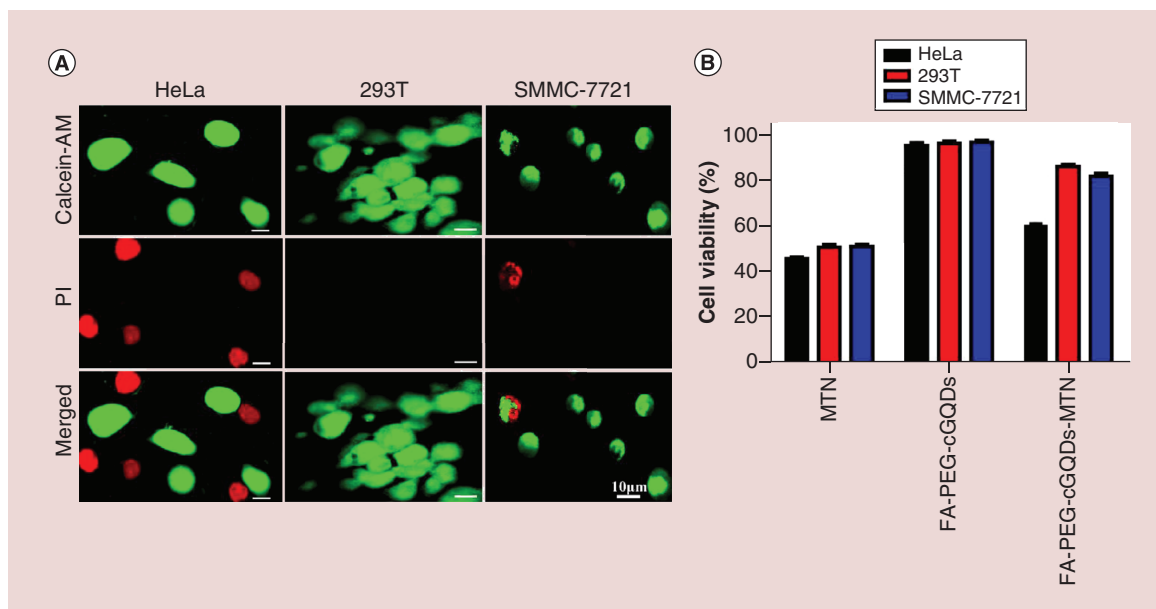 A
HeLa
293T
SMMC-7721
Calcein-AM
PI
Merged
10μm
B
HeLa
293T
SMMC-7721
Cell viability (%)
100
80
60
40
20
0
MTN
FA-PEG-cGQDs
FA-PEG-cGQDs-MTN